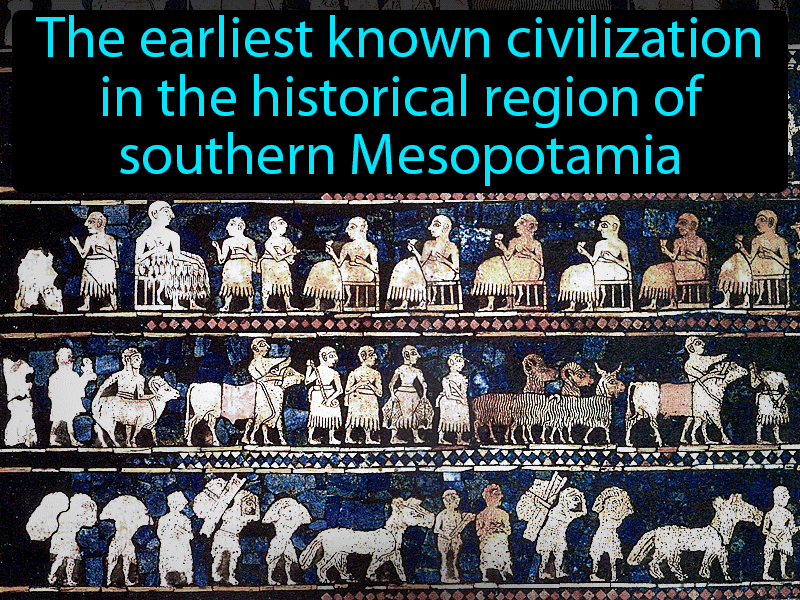 The earliest known civilization
in the historical region of
southern Mesopotamia